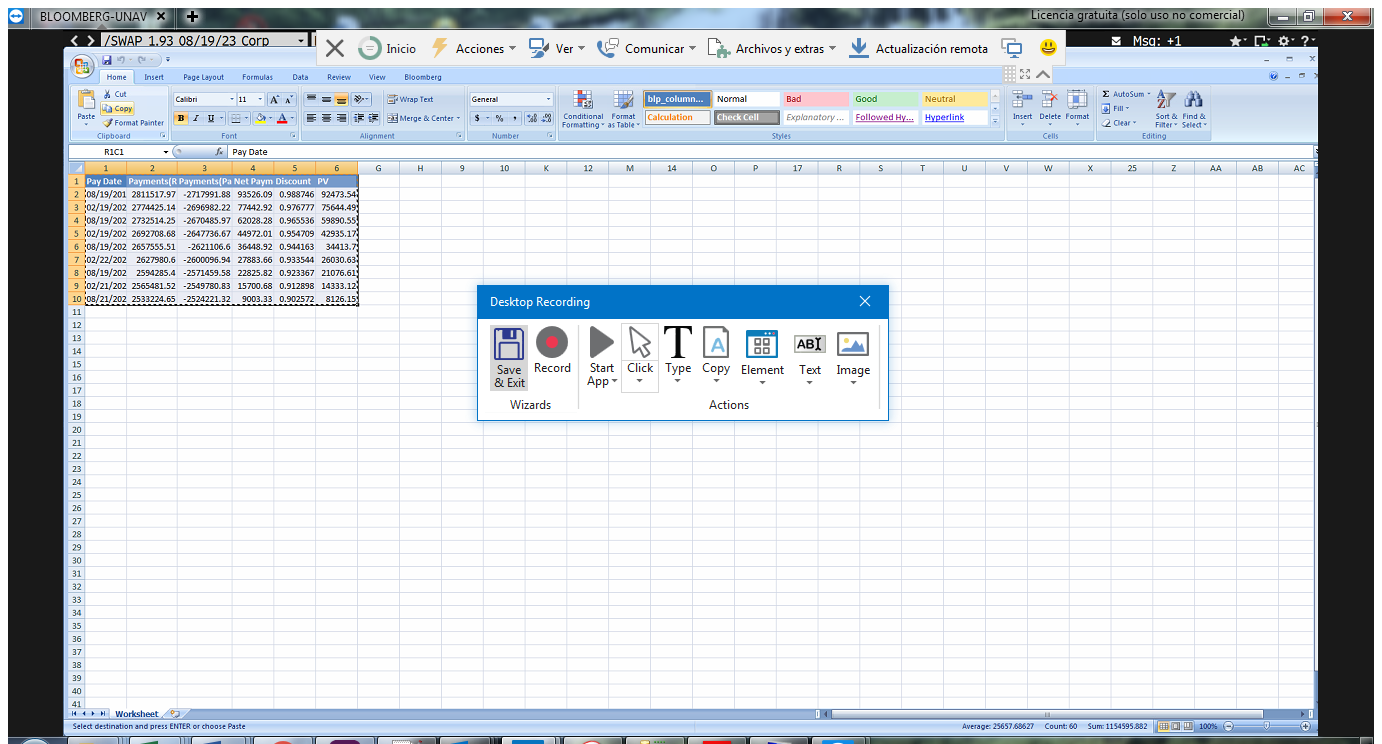 BLOOMBERG-UNAV
Licencia gratuita (solo uso no comercial)
/SWAP 1.93 08/19/23 Corp
Inicio Acciones Ver Comunicar Archivos y extras Actualización remota
Msg: +1
Home Insert Page Layout Formulas Data Review View Bloomberg
Paste Cut Copy Format Painter Clipboard
Calibri 11 B I U Font
Wrap Text Merge & Center Alignment
General $ % , Number
Conditional Formatting Format as Table
blp_column... Normal Bad Good Neutral
Calculation Check Cell Explanatory ... Followed Hy... Hyperlink
Styles
Insert Delete Format Cells
Σ AutoSum Fill Clear Sort & Filter Find & Select Editing
R1C1 fx Pay Date
1 2 3 4 5 6 G H 9 10 K 12 M 14 O P 17 R S T U V W X 25 Z AA AB AC
1 Pay Date Payments(R Payments(Pa Net Paym Discount PV
2 08/19/201 2811517.97 -2717991.88 93526.09 0.988746 92473.54
3 02/19/202 2774425.14 -2696982.22 77442.92 0.976777 75644.49
4 08/19/202 2732514.25 -2670485.97 62028.28 0.965536 59890.55
5 02/19/202 2692708.68 -2647736.67 44972.01 0.954709 42935.17
6 08/19/202 2657555.51 -2621106.6 36448.92 0.944163 34413.7
7 02/22/202 2627980.6 -2600096.94 27883.66 0.933544 26030.63
8 08/19/202 2594285.4 -2571459.58 22825.82 0.923367 21076.61
9 02/21/202 2565481.52 -2549780.83 15700.68 0.912898 14333.12
10 08/21/202 2533224.65 -2524221.32 9003.33 0.902572 8126.15
11
12
13
14
15
16
17
18
19
20
21
22
23
24
25
26
27
28
29
30
31
32
33
34
35
36
37
38
39
40
41
Desktop Recording
Save & Exit Record Start App Click Type Copy Element Text Image
Wizards Actions
Worksheet
Select destination and press ENTER or choose Paste
Average: 25657.68627 Count: 60 Sum: 1154595.882 100%